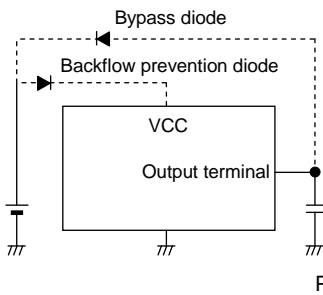 Bypass diode
Backflow prevention diode
VCC
Output terminal
F